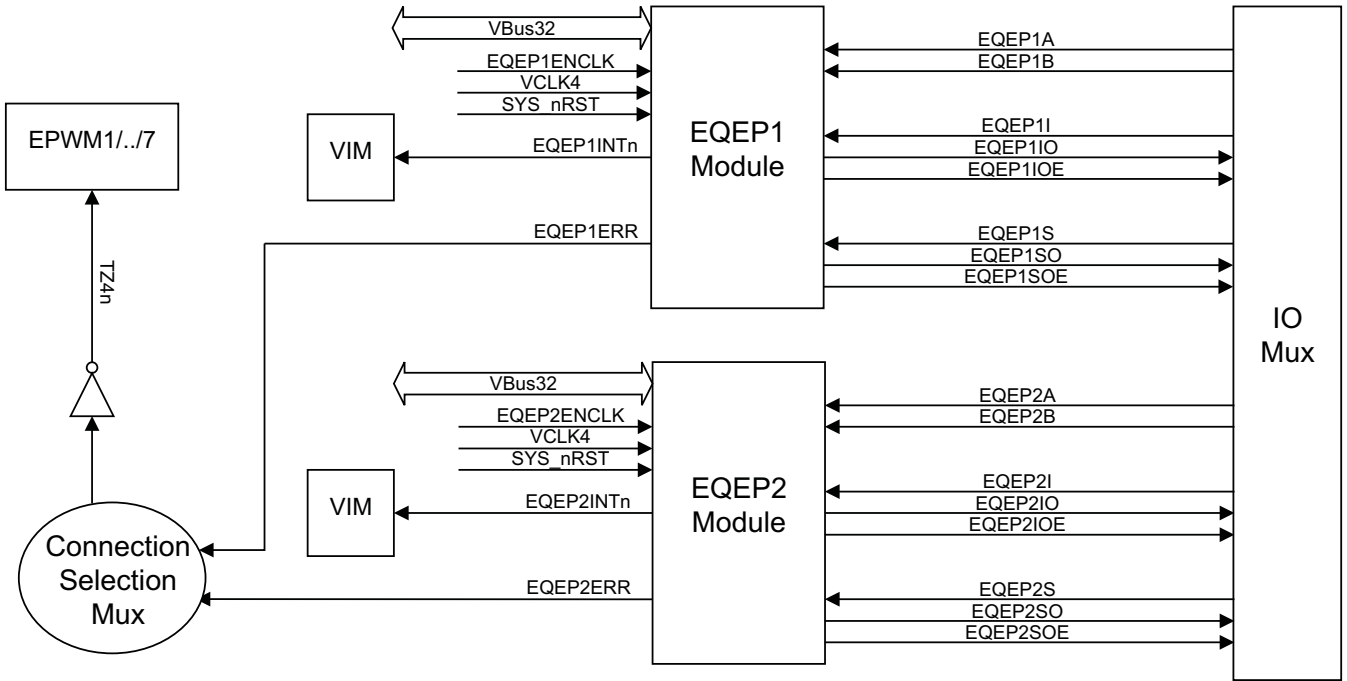 VBus32
EQEP1ENCLK
VCLK4
SYS_nRST
EPWM1/../7
VIM
EQEP1INTn
EQEP1ERR
EQEP1
Module
EQEP1A
EQEP1B
EQEP1I
EQEP1IO
EQEP1IOE
EQEP1S
EQEP1SO
EQEP1SOE
TZ4n
IO
Mux
VBus32
EQEP2ENCLK
VCLK4
SYS_nRST
VIM
EQEP2INTn
EQEP2ERR
EQEP2
Module
EQEP2A
EQEP2B
EQEP2I
EQEP2IO
EQEP2IOE
EQEP2S
EQEP2SO
EQEP2SOE
Connection
Selection
Mux